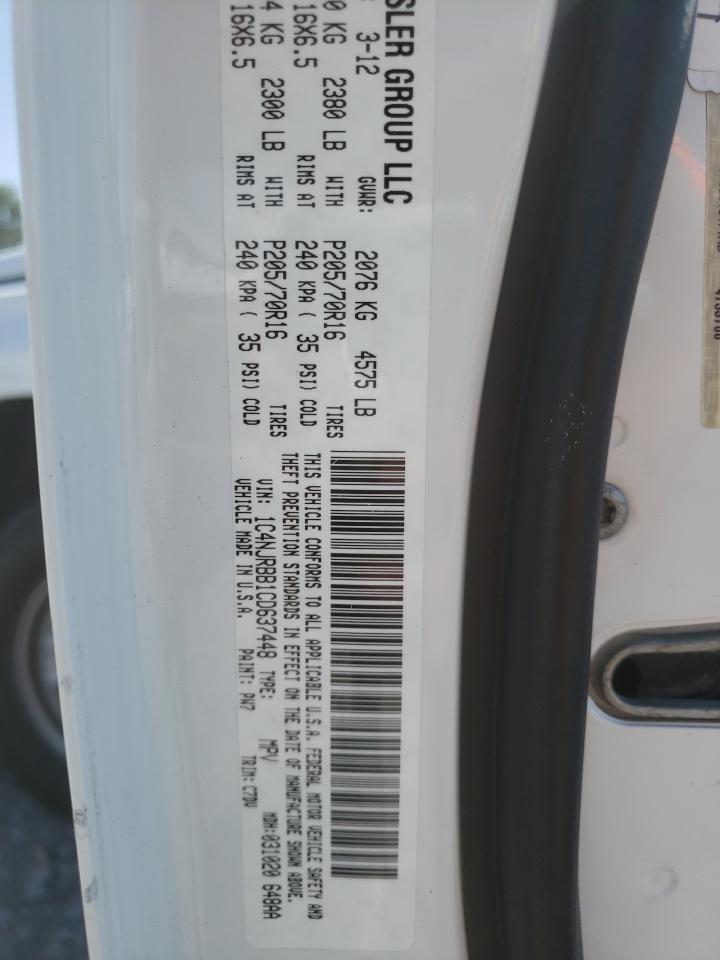 SLER GROUP LLC
: 3-12 GVWR: 2076 KG 4575 LB
0 KG 2380 LB WITH P205/70R16 TIRES
16X6.5 RIMS AT 240 KPA ( 35 PSI) COLD
4 KG 2300 LB WITH P205/70R16 TIRES
16X6.5 RIMS AT 240 KPA ( 35 PSI) COLD
THIS VEHICLE CONFORMS TO ALL APPLICABLE U.S.A. FEDERAL MOTOR VEHICLE SAFETY AND
THEFT PREVENTION STANDARDS IN EFFECT ON THE DATE OF MANUFACTURE SHOWN ABOVE.
VIN: 1C4NJRBB1CD637448 TYPE: MPV MDH:031020 648AA
VEHICLE MADE IN U.S.A. PAINT: PW7 TRIM: C7DV